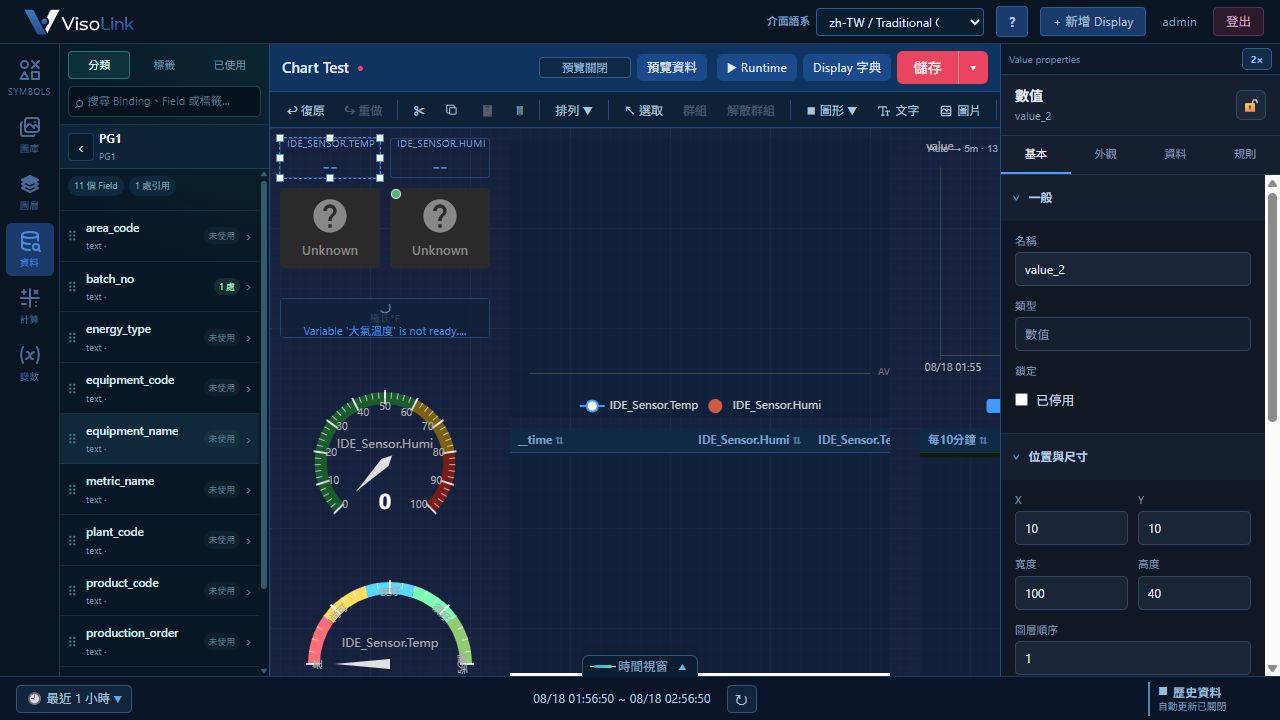 VisoLink
介面語系
zh-TW / Traditional (
?
+ 新增 Display
admin
登出
SYMBOLS
圖庫
圖層
資料
計算
(x)
變數
分類
標籤
已使用
搜尋 Binding、Field 或標籤...
PG1
PG1
11 個 Field
1 處引用
area_code
text ·
未使用
batch_no
text ·
1 處
energy_type
text ·
未使用
equipment_code
text ·
未使用
equipment_name
text ·
未使用
metric_name
text ·
未使用
plant_code
text ·
未使用
product_code
text ·
未使用
production_order
text ·
未使用
Chart Test
預覽關閉
預覽資料
▶ Runtime
Display 字典
儲存
↩ 復原
↪ 重做
排列 ▼
↖ 選取
群組
解散群組
■ 圖形 ▼
文字
圖片
IDE_SENSOR.TEMP
--
IDE_SENSOR.HUMI
--
Unknown
Unknown
Variable '大氣溫度' is not ready....
0
10
20
30
40
50
60
70
80
90
100
IDE_Sensor.Humi
0
IDE_Sensor.Temp
AV
IDE_Sensor.Temp
IDE_Sensor.Humi
__time
IDE_Sensor.Humi
IDE_Sensor.Te
value
→ 5m · 13
08/18 01:55
每10分鐘
時間視窗 ▲
Value properties
2×
數值
value_2
基本
外觀
資料
規則
一般
名稱
value_2
類型
數值
鎖定
已停用
位置與尺寸
X
Y
10
10
寬度
高度
100
40
圖層順序
1
最近 1 小時 ▼
08/18 01:56:50 ~ 08/18 02:56:50
↻
■ 歷史資料
自動更新已關閉